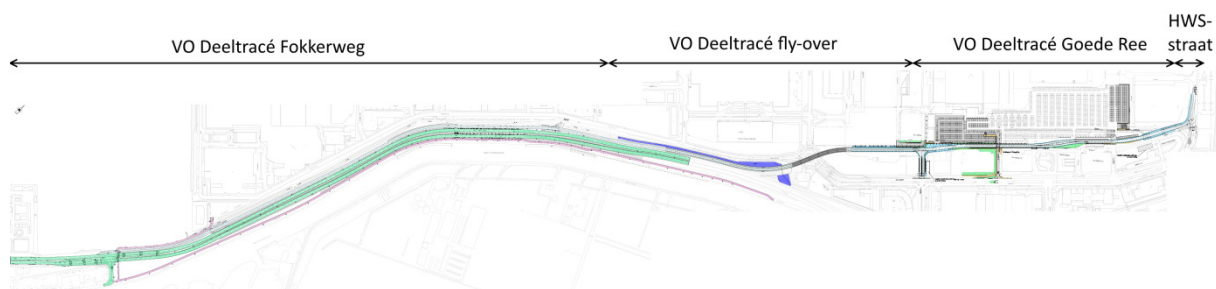 VO Deeltracé Fokkerweg
VO Deeltracé fly-over
VO Deeltracé Goede Ree
HWS-
straat